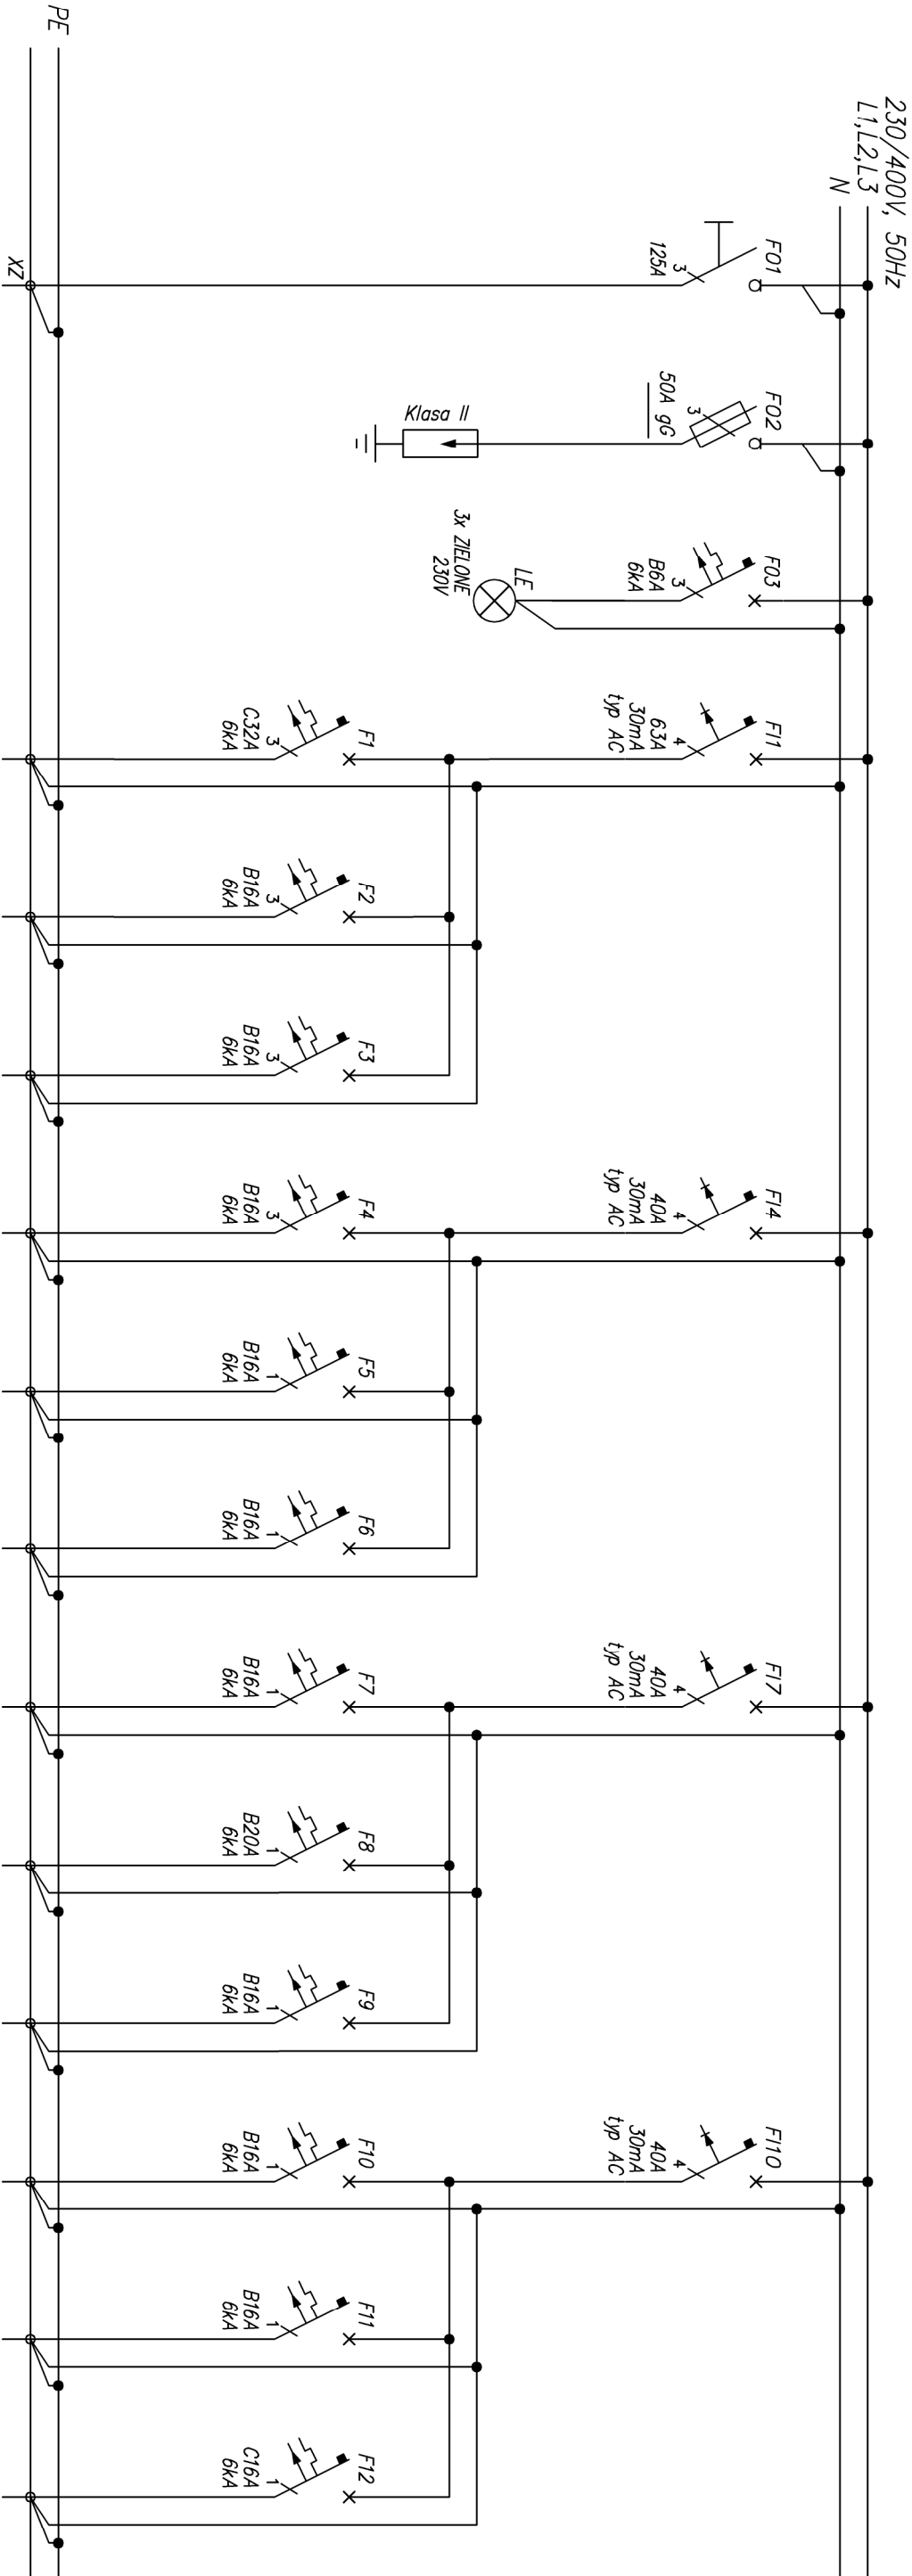 230/400V, 50Hz
L1,L2,L3
N
F01
3
125A
F02
3
50A gG
Klasa II
F03
3
B6A
6kA
LE
3x ZIELONE
230V
FI1
4
63A
30mA
typ AC
F1
3
C32A
6kA
F2
3
B16A
6kA
F3
3
B16A
6kA
FI4
4
40A
30mA
typ AC
F4
3
B16A
6kA
F5
1
B16A
6kA
F6
1
B16A
6kA
FI7
4
40A
30mA
typ AC
F7
1
B16A
6kA
F8
1
B20A
6kA
F9
1
B16A
6kA
FI10
4
40A
30mA
typ AC
F10
1
B16A
6kA
F11
1
B16A
6kA
F12
1
C16A
6kA
PE
XZ